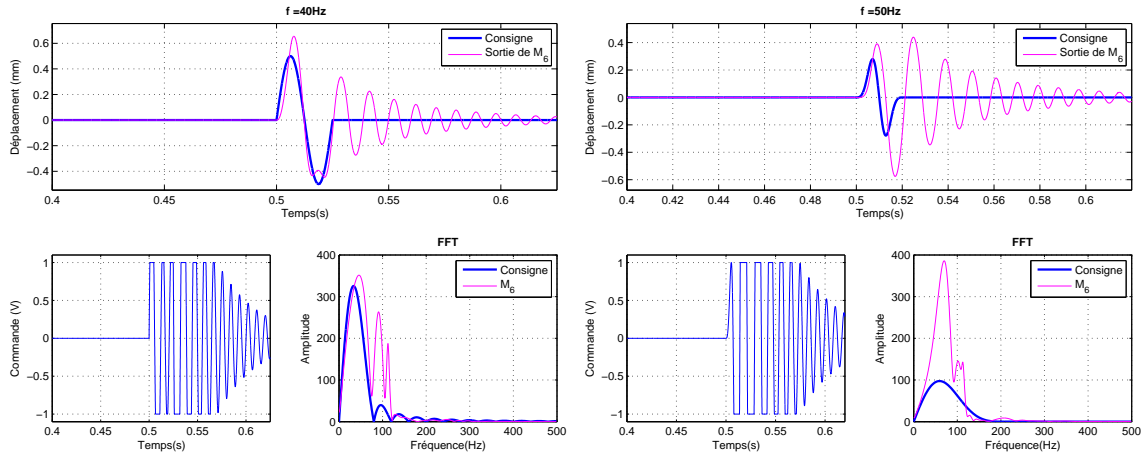 f =40Hz
Déplacement (mm)
0.6
0.4
0.2
0
−0.2
−0.4
0.4 0.45 0.5 0.55 0.6
Temps(s)
Consigne
Sortie de M6
f =50Hz
Déplacement (mm)
0.4
0.2
0
−0.2
−0.4
−0.6
0.4 0.42 0.44 0.46 0.48 0.5 0.52 0.54 0.56 0.58 0.6
Temps(s)
Consigne
Sortie de M6
Commande (V)
1
0.5
0
−0.5
−1
0.4 0.45 0.5 0.55 0.6
Temps(s)
FFT
Amplitude
400
300
200
100
0
0 100 200 300 400 500
Fréquence(Hz)
Consigne
M6
Commande (V)
1
0.5
0
−0.5
−1
0.4 0.45 0.5 0.55 0.6
Temps(s)
FFT
Amplitude
400
300
200
100
0
0 100 200 300 400 500
Fréquence(Hz)
Consigne
M6